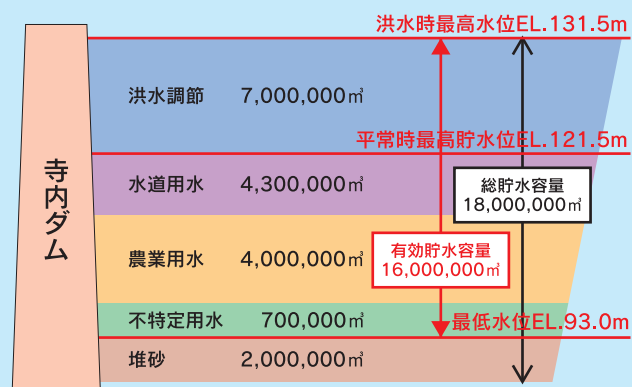 洪水時最高水位EL.131.5m
洪水調節 7,000,000㎥
平常時最高貯水位EL.121.5m
水道用水 4,300,000㎥
総貯水容量
18,000,000㎥
寺内ダム
農業用水 4,000,000㎥
有効貯水容量
16,000,000㎥
不特定用水 700,000㎥
最低水位EL.93.0m
堆砂 2,000,000㎥